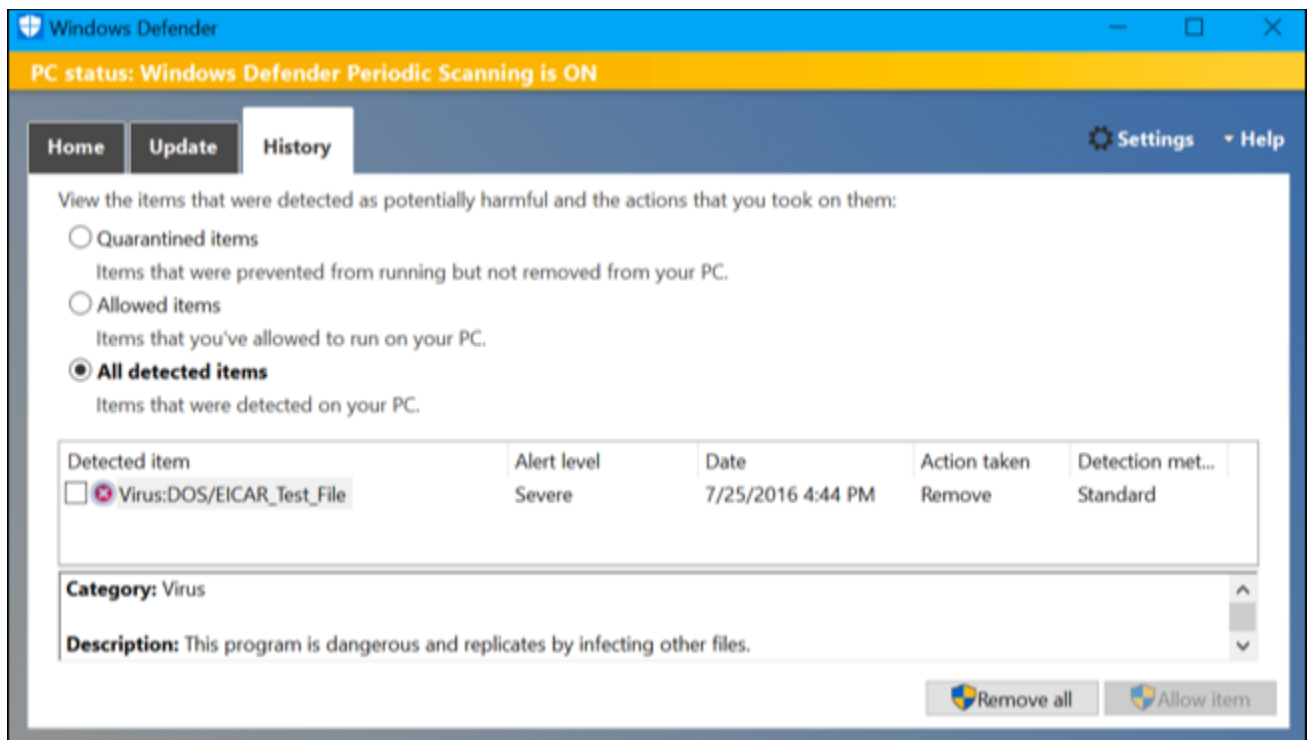 Windows Defender
PC status: Windows Defender Periodic Scanning is ON
Home Update History Settings Help
View the items that were detected as potentially harmful and the actions that you took on them:
Quarantined items
Items that were prevented from running but not removed from your PC.
Allowed items
Items that you've allowed to run on your PC.
All detected items
Items that were detected on your PC.
Detected item Alert level Date Action taken Detection met...
Virus:DOS/EICAR_Test_File Severe 7/25/2016 4:44 PM Remove Standard
Category: Virus
Description: This program is dangerous and replicates by infecting other files.
Remove all Allow item